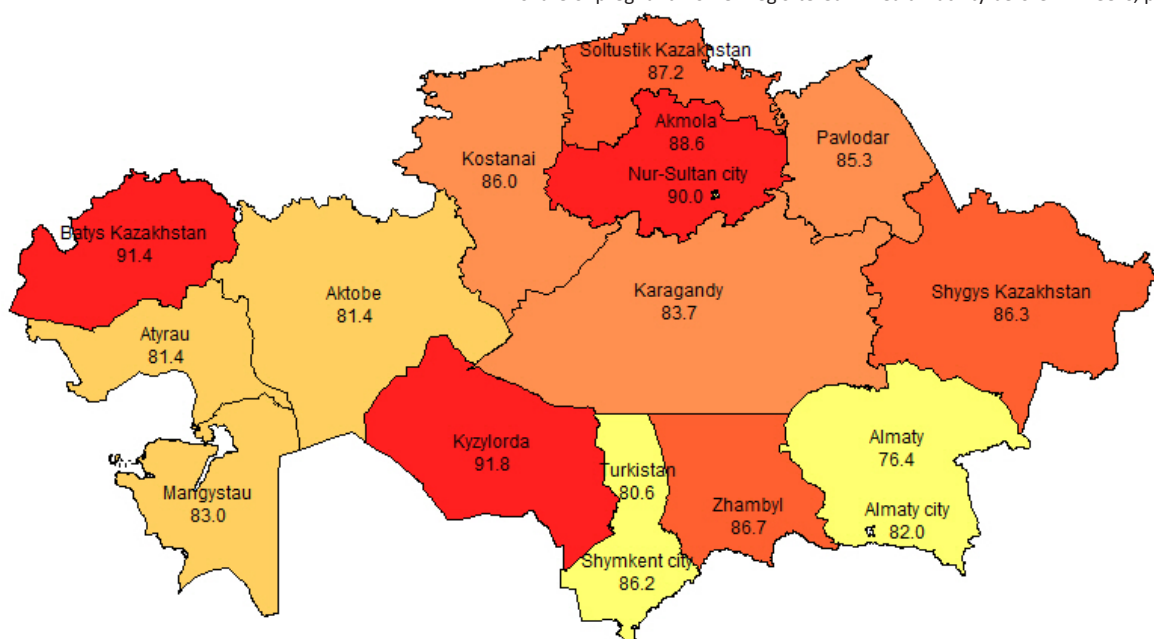 Soltustik Kazakhstan
87.2
Akmola
88.6
Pavlodar
85.3
Kostanai
86.0
Nur-Sultan city
90.0
Batys Kazakhstan
91.4
Aktobe
81.4
Karagandy
83.7
Shygys Kazakhstan
86.3
Atyrau
81.4
Kyzylorda
91.8
Almaty
76.4
Turkistan
80.6
Mangystau
83.0
Zhambyl
86.7
Almaty city
82.0
Shymkent city
86.2